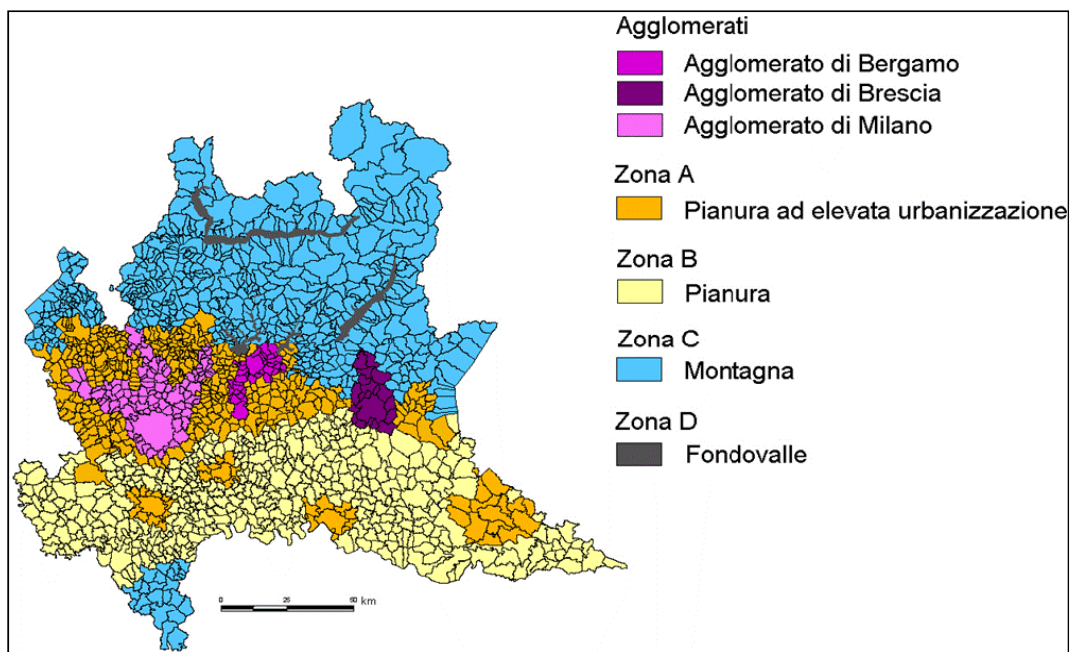 Agglomerati
Agglomerato di Bergamo
Agglomerato di Brescia
Agglomerato di Milano
Zona A
Pianura ad elevata urbanizzazione
Zona B
Pianura
Zona C
Montagna
Zona D
Fondovalle
0 25 50 km